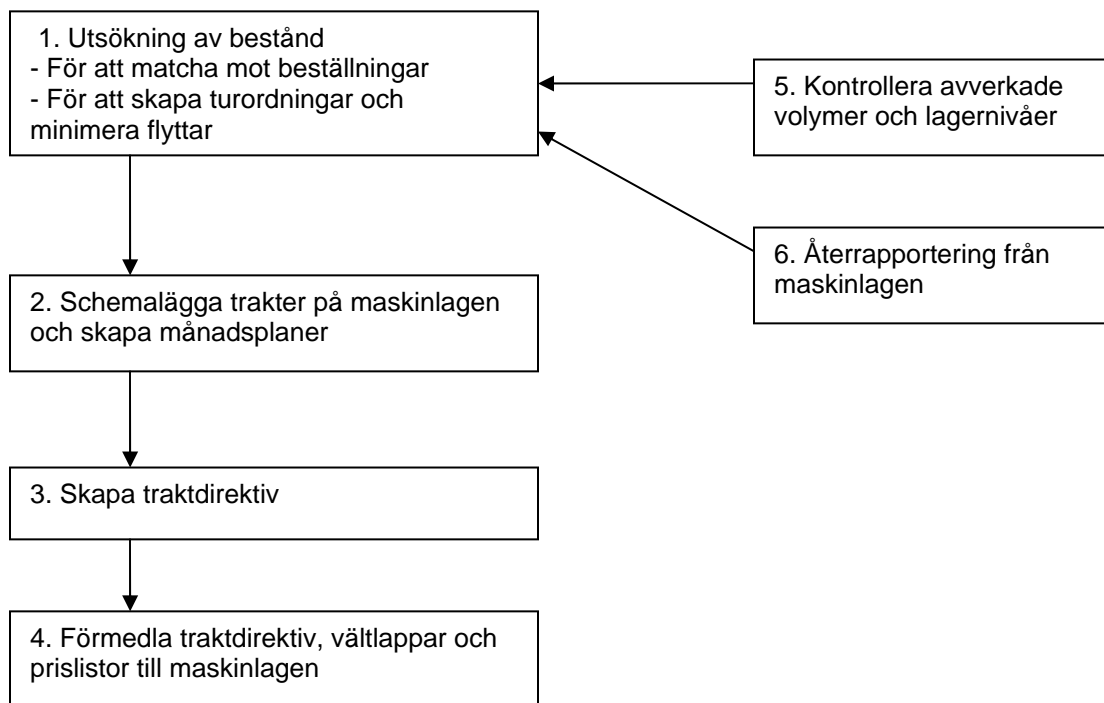 1. Utsökning av bestånd
- För att matcha mot beställningar
- För att skapa turordningar och
minimera flyttar
5. Kontrollera avverkade
volymer och lagernivåer
6. Återrapportering från
maskinlagen
2. Schemalägga trakter på maskinlagen
och skapa månadsplaner
3. Skapa traktdirektiv
4. Förmedla traktdirektiv, vältlappar och
prislistor till maskinlagen